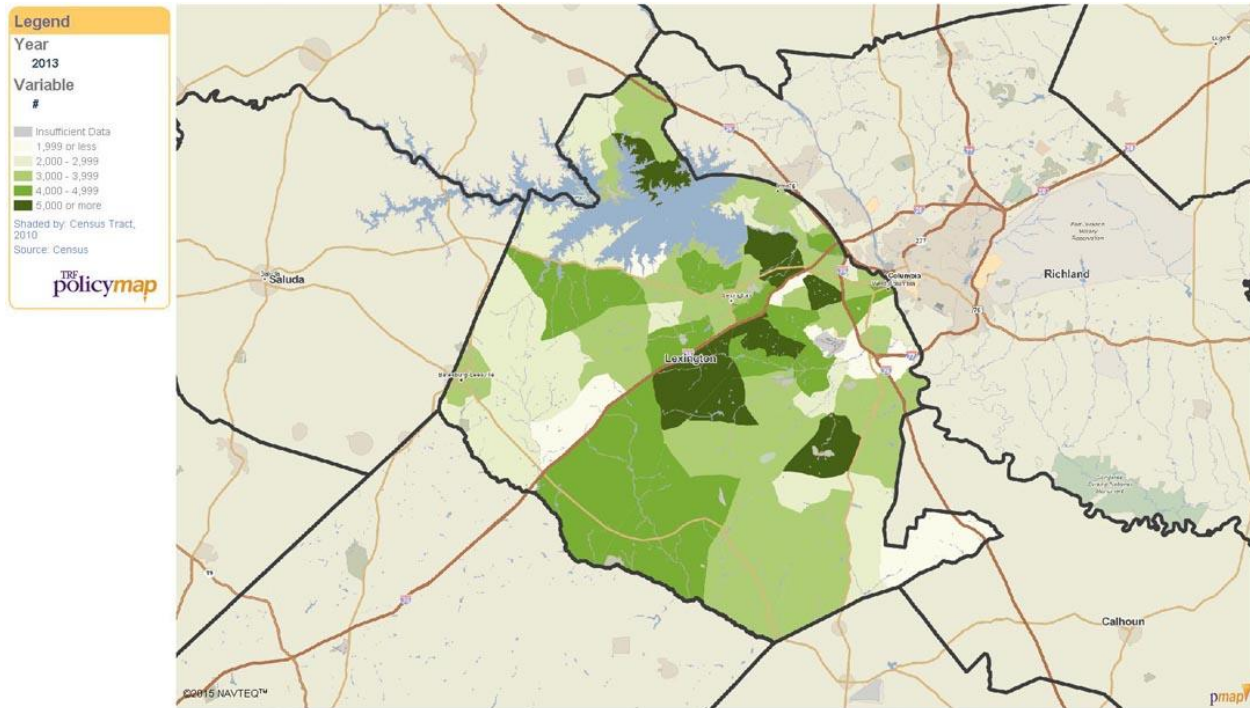 Legend
Year
2013
Variable
#
Insufficient Data
1,999 or less
2,000 - 2,999
3,000 - 3,999
4,000 - 4,999
5,000 or more
Shaded by: Census Tract,
2010
Source: Census
TRF
policymap
Saluda
Lexington
Columbia
Richland
Calhoun
©2015 NAVTEQ™
pmap